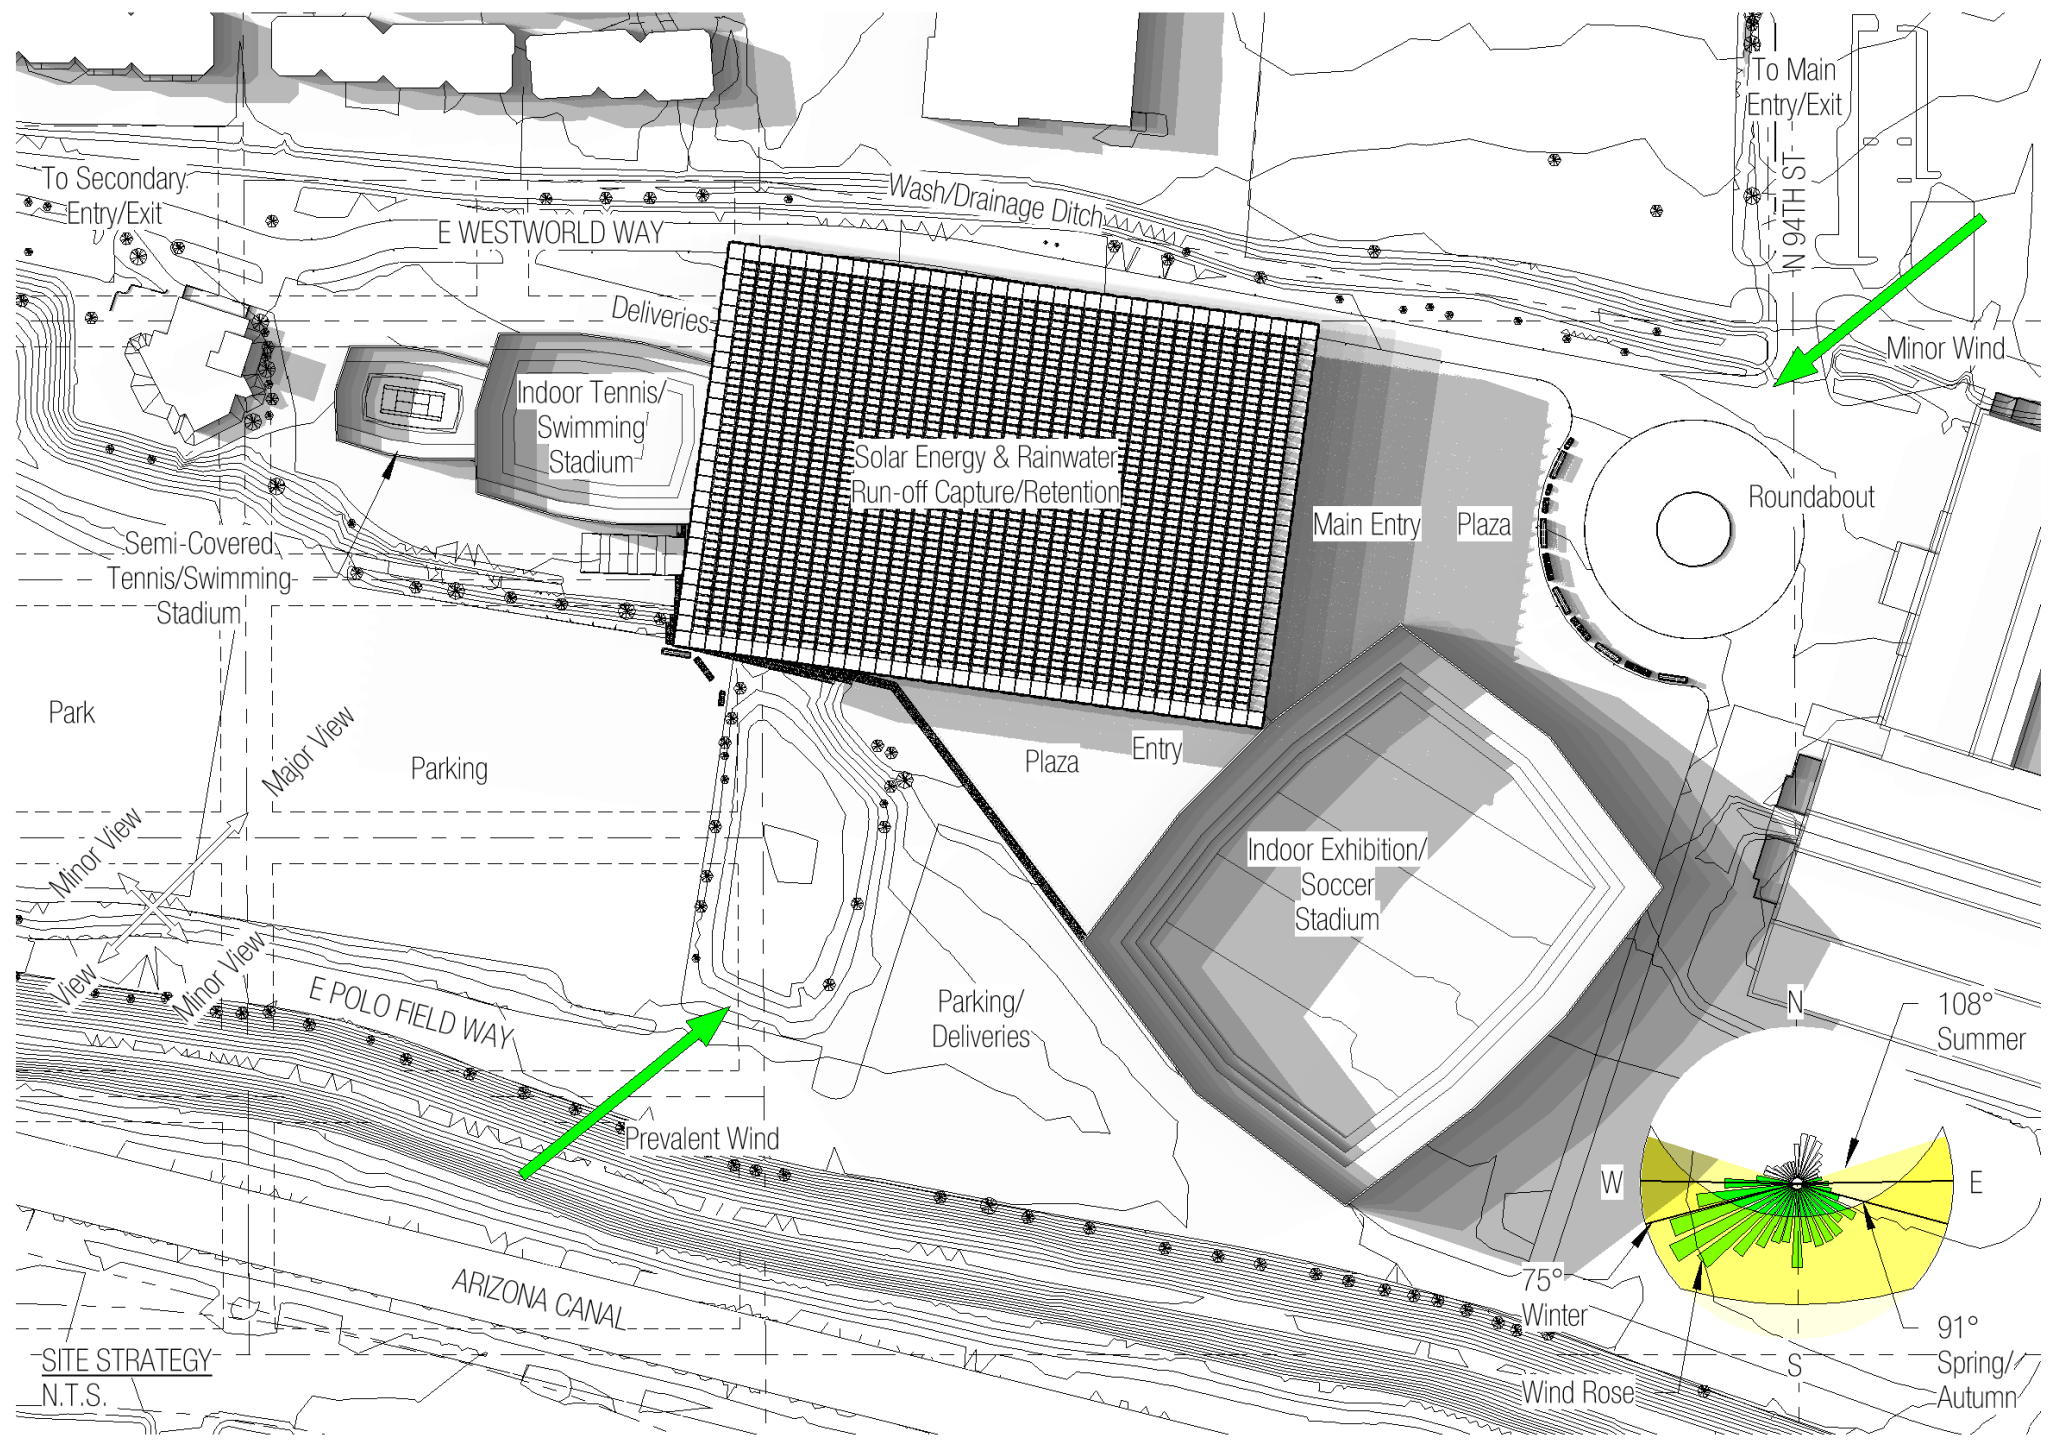 To Main
Entry/Exit
N 94TH ST
To Secondary
Entry/Exit
Wash/Drainage Ditch
E WESTWORLD WAY
Deliveries
Minor Wind
Indoor Tennis/
Swimming
Stadium
Solar Energy & Rainwater
Run-off Capture/Retention
Main Entry
Plaza
Roundabout
Semi-Covered
Tennis/Swimming
Stadium
Park
Parking
Major View
Minor View
View
Minor View
Plaza
Entry
Indoor Exhibition/
Soccer
Stadium
E POLO FIELD WAY
Parking/
Deliveries
Prevalent Wind
N
108°
Summer
W
E
75°
Winter
91°
Spring/
Autumn
S
Wind Rose
ARIZONA CANAL
SITE STRATEGY
N.T.S.